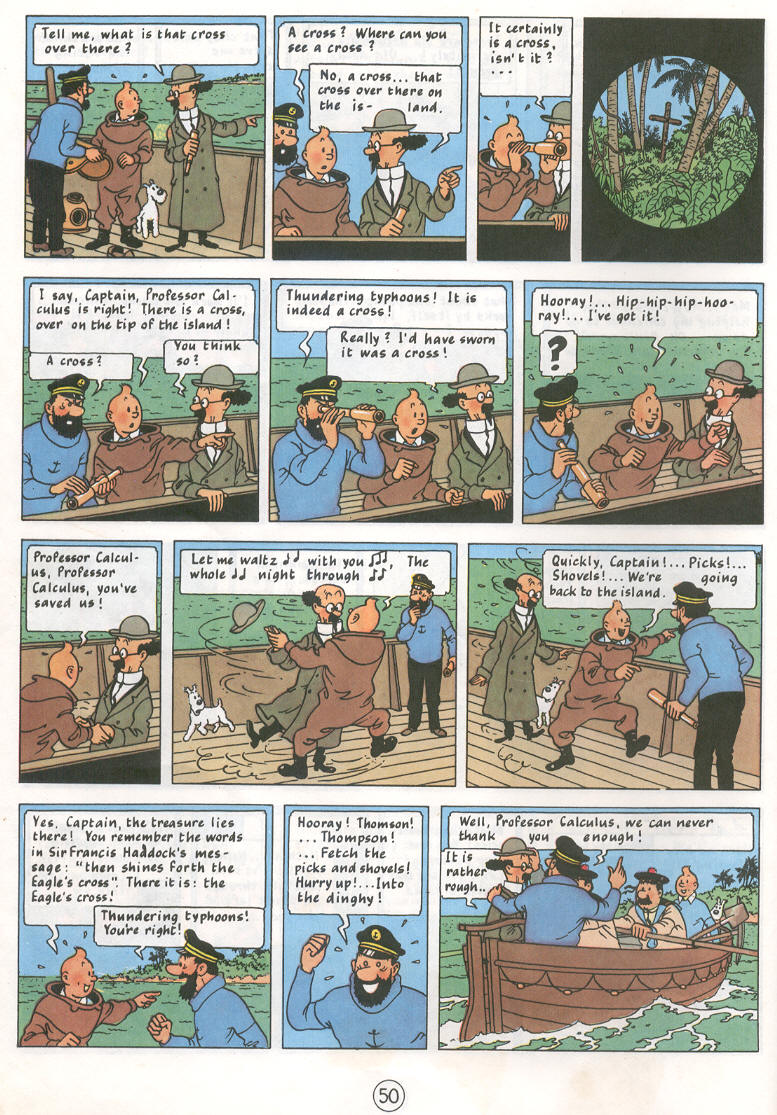 Tell me, what is that cross
over there?
A cross? Where can you
see a cross?
No, a cross... that
cross over there on
the is- land.
It certainly
is a cross,
isn't it?
...
I say, Captain, Professor Cal-
culus is right! There is a cross,
over on the tip of the island!
A cross?
You think
so?
Thundering typhoons! It is
indeed a cross!
Really? I'd have sworn
it was a cross!
Hooray!... Hip-hip-hip-hoo-
ray!... I've got it!
?
Professor Calcul-
us, Professor
Calculus, you've
saved us!
Let me waltz ♩♪ with you ♫♪, The
whole ♩♪ night through ♫♪
Quickly, Captain!... Picks!...
Shovels!... We're going
back to the island.
Yes, Captain, the treasure lies
there! You remember the words
in Sir Francis Haddock's mes-
sage: "then shines forth the
Eagle's cross". There it is: the
Eagle's cross!
Thundering typhoons!
You're right!
Hooray! Thomson!
... Thompson!
... Fetch the
picks and shovels!
Hurry up!...Into
the dinghy!
Well, Professor Calculus, we can never
thank you enough!
It is
rather
rough..
50